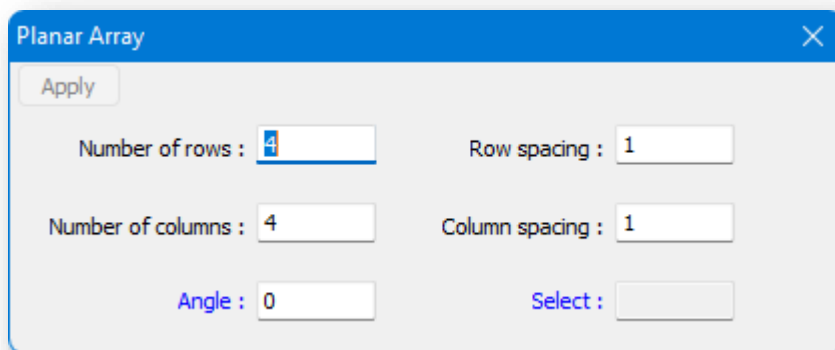 Planar Array
Apply
Number of rows : 4 Row spacing : 1
Number of columns : 4 Column spacing : 1
Angle : 0 Select :